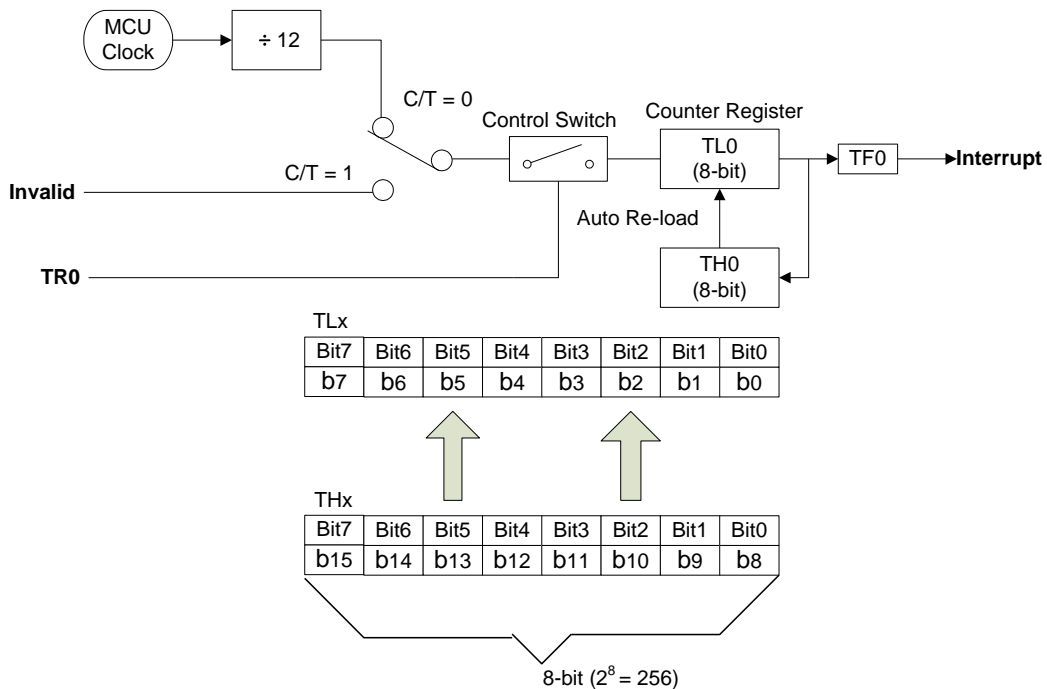 MCU
Clock
÷ 12
C/T = 0
Control Switch
Counter Register
TL0
(8-bit)
TF0
Interrupt
C/T = 1
Invalid
Auto Re-load
TR0
TH0
(8-bit)
TLx
Bit7 Bit6 Bit5 Bit4 Bit3 Bit2 Bit1 Bit0
b7 b6 b5 b4 b3 b2 b1 b0
THx
Bit7 Bit6 Bit5 Bit4 Bit3 Bit2 Bit1 Bit0
b15 b14 b13 b12 b11 b10 b9 b8
8-bit (2⁸ = 256)